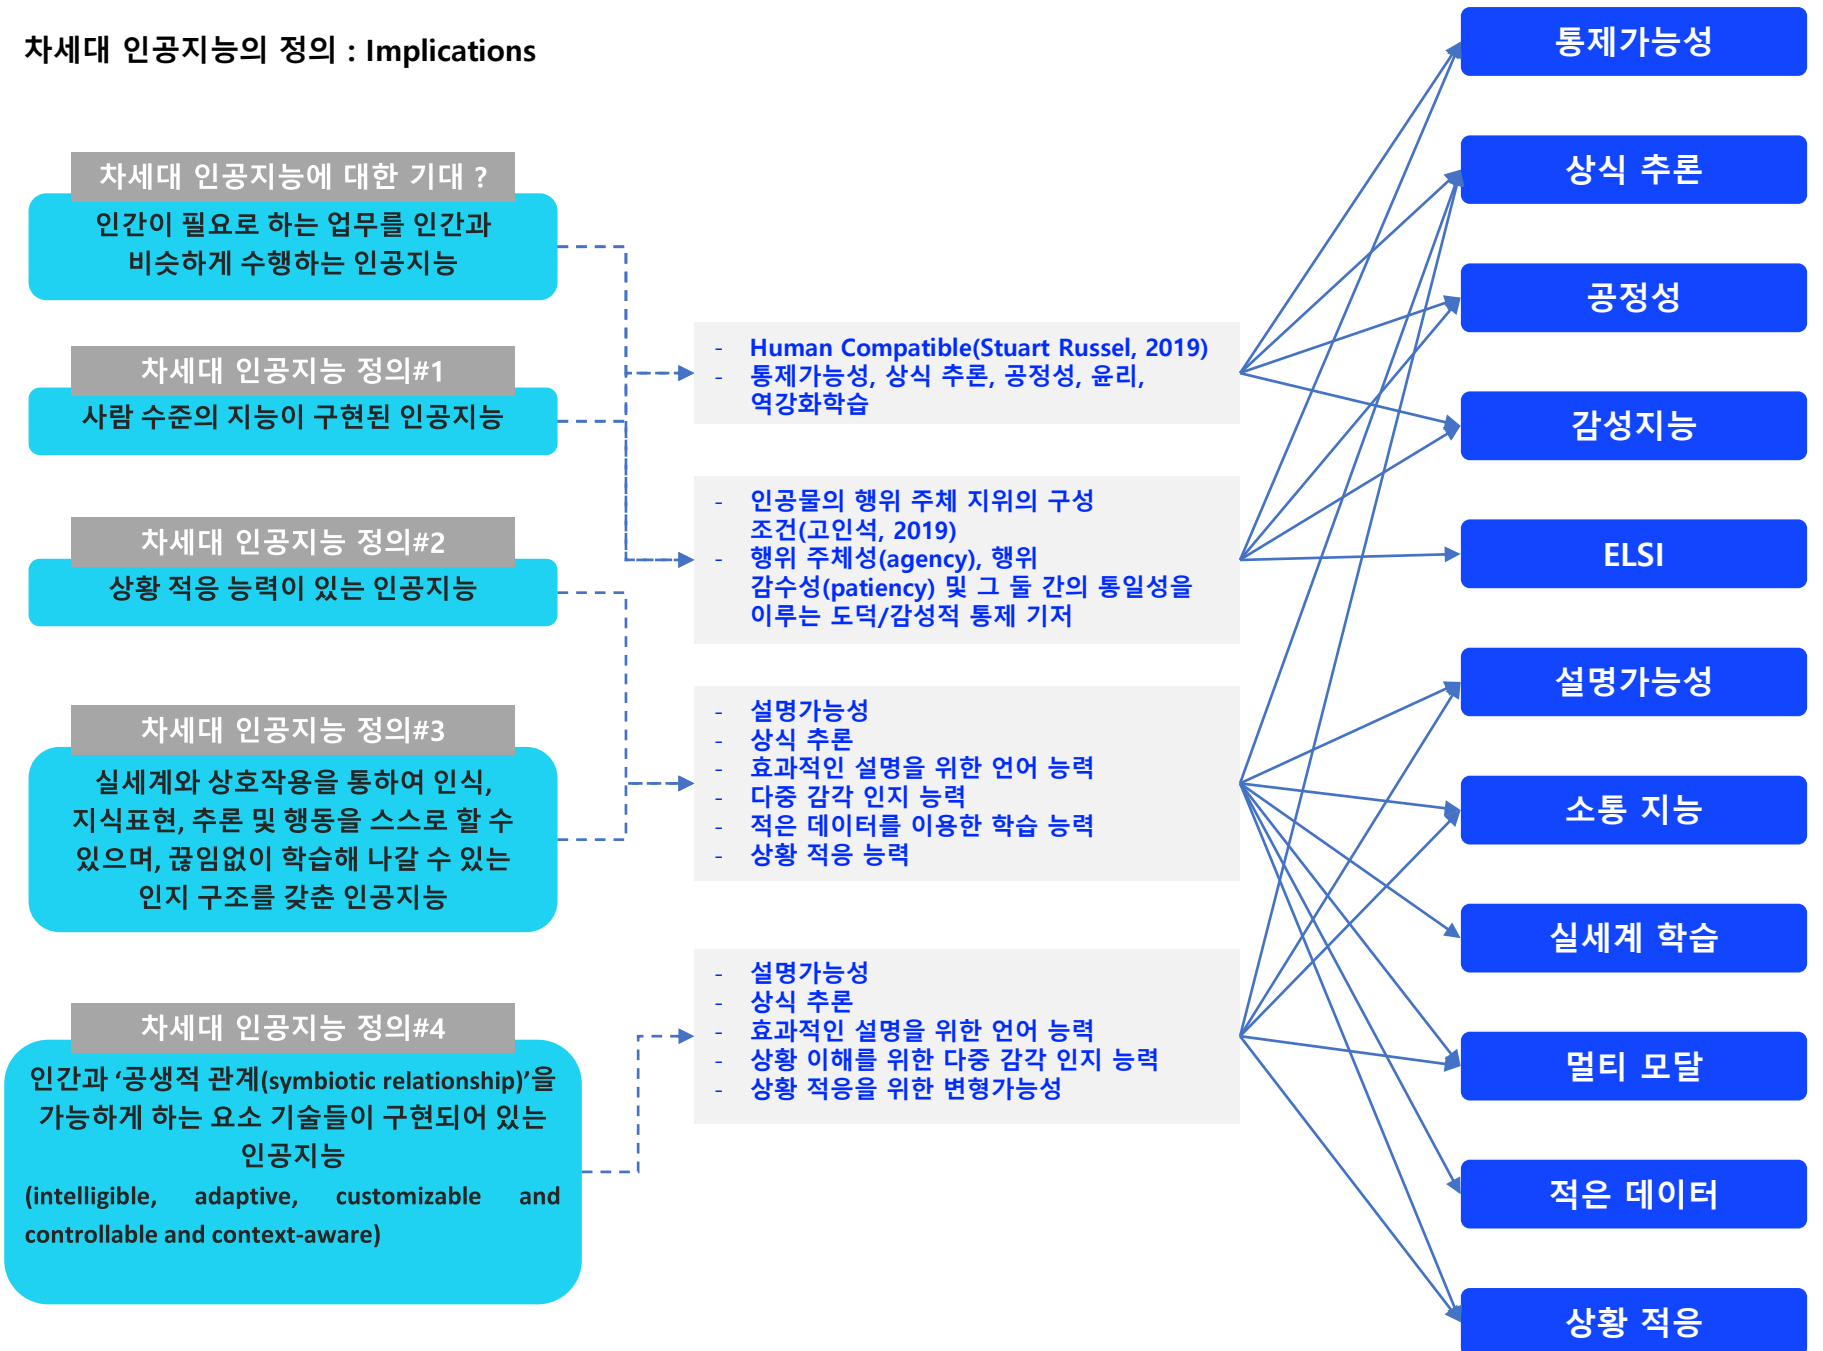 차세대 인공지능의 정의 : Implications
차세대 인공지능에 대한 기대 ?
인간이 필요로 하는 업무를 인간과
비슷하게 수행하는 인공지능
차세대 인공지능 정의#1
사람 수준의 지능이 구현된 인공지능
차세대 인공지능 정의#2
상황 적응 능력이 있는 인공지능
차세대 인공지능 정의#3
실세계와 상호작용을 통하여 인식,
지식표현, 추론 및 행동을 스스로 할 수
있으며, 끊임없이 학습해 나갈 수 있는
인지 구조를 갖춘 인공지능
차세대 인공지능 정의#4
인간과 ‘공생적 관계(symbiotic relationship)’을
가능하게 하는 요소 기술들이 구현되어 있는
인공지능
(intelligible, adaptive, customizable and
controllable and context-aware)
- Human Compatible(Stuart Russel, 2019)
- 통제가능성, 상식 추론, 공정성, 윤리,
역강화학습
- 인공물의 행위 주체 지위의 구성
조건(고인석, 2019)
- 행위 주체성(agency), 행위
감수성(patiency) 및 그 둘 간의 통일성을
이루는 도덕/감성적 통제 기저
- 설명가능성
- 상식 추론
- 효과적인 설명을 위한 언어 능력
- 다중 감각 인지 능력
- 적은 데이터를 이용한 학습 능력
- 상황 적응 능력
- 설명가능성
- 상식 추론
- 효과적인 설명을 위한 언어 능력
- 상황 이해를 위한 다중 감각 인지 능력
- 상황 적응을 위한 변형가능성
통제가능성
상식 추론
공정성
감성지능
ELSI
설명가능성
소통 지능
실세계 학습
멀티 모달
적은 데이터
상황 적응